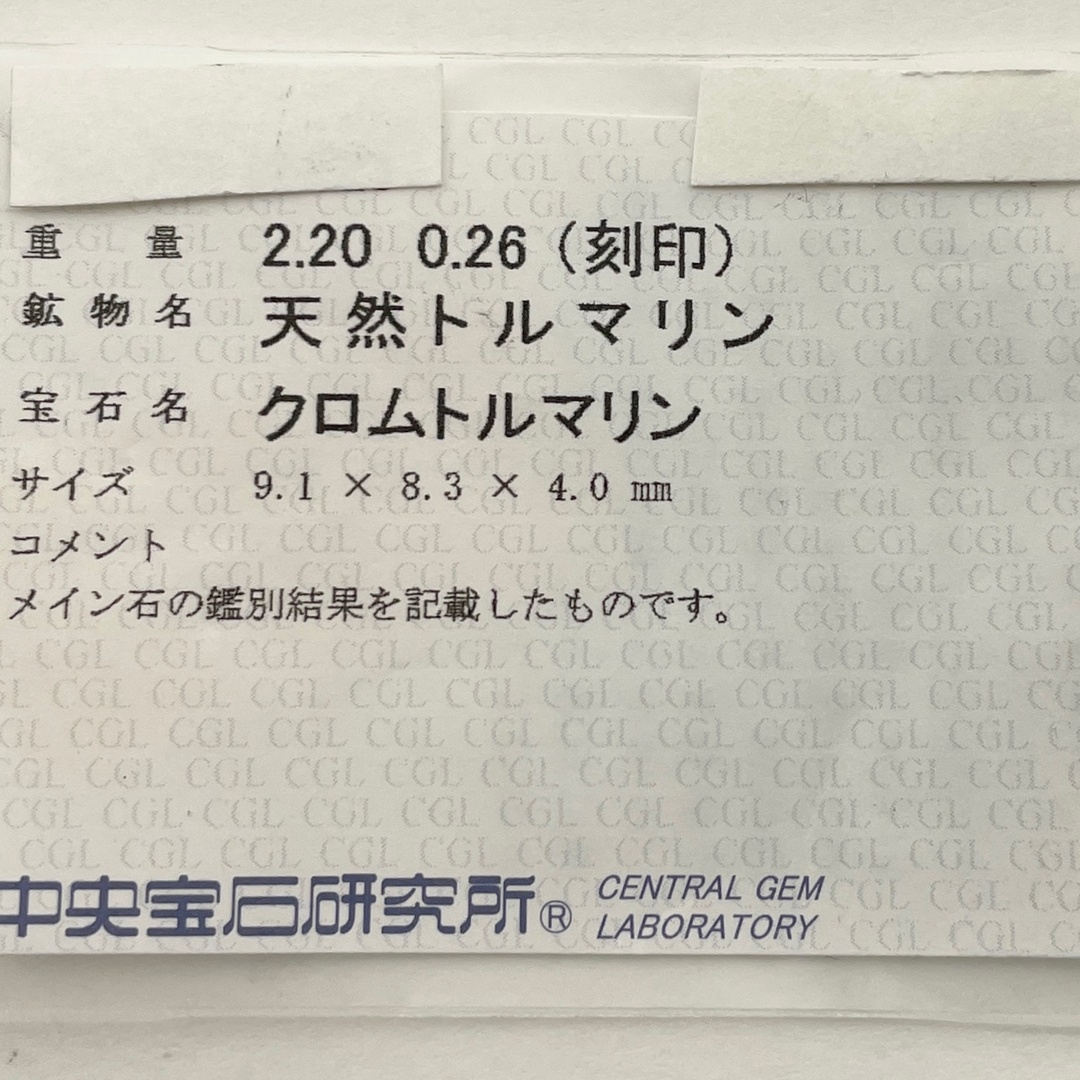 重量 2.20 0.26（刻印）
鉱物名 天然トルマリン
宝石名 クロムトルマリン
サイズ 9.1 × 8.3 × 4.0 mm
コメント
メイン石の鑑別結果を記載したものです。
中央宝石研究所® CENTRAL GEM
LABORATORY